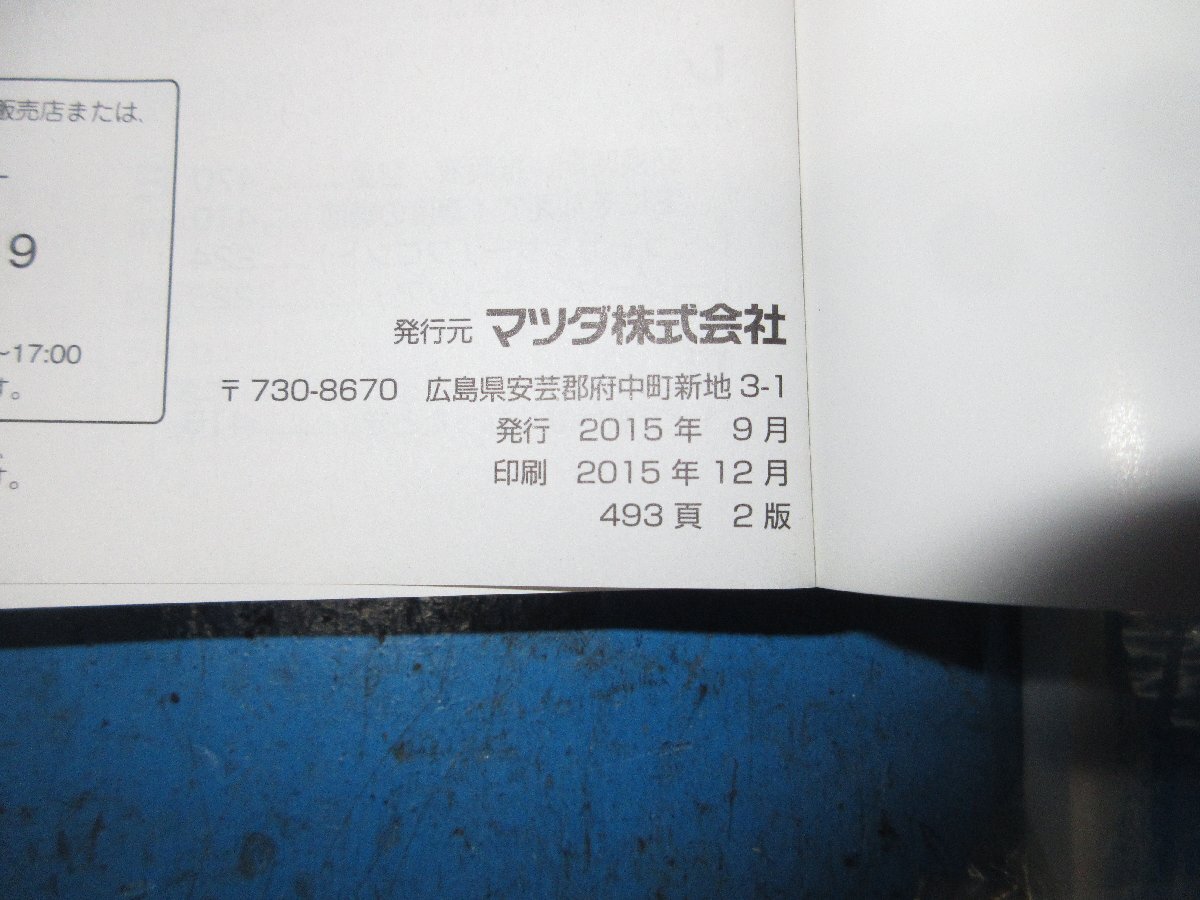 販売店または、
9
~17:00
す。
す。
発行元 マツダ株式会社
〒730-8670 広島県安芸郡府中町新地 3-1
発行 2015 年 9 月
印刷 2015 年 12 月
493 頁 2 版